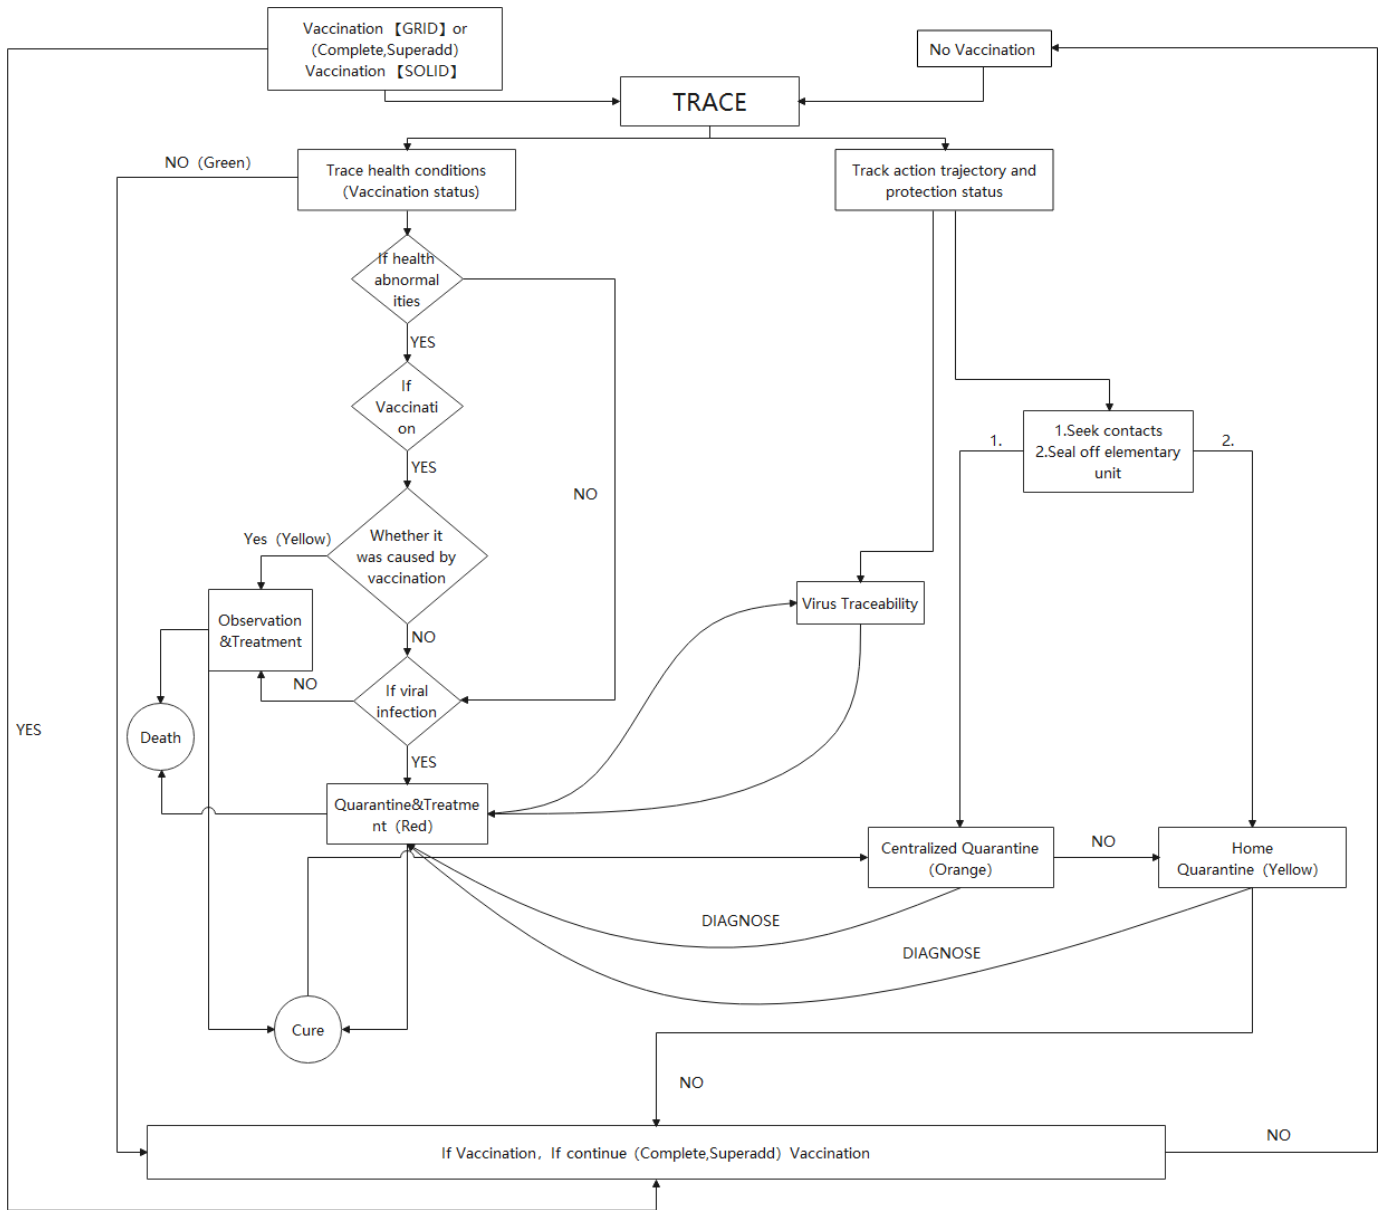 Vaccination 【GRID】or
(Complete,Superadd)
Vaccination 【SOLID】
No Vaccination
TRACE
NO（Green）
Trace health conditions
（Vaccination status)
Track action trajectory and
protection status
If health
abnormal
ities
YES
If
Vaccinati
on
YES
1.
1.Seek contacts
2.Seal off elementary
unit
2.
NO
Yes（Yellow）
Whether it
was caused by
vaccination
Observation
&Treatment
Virus Traceability
NO
NO
If viral
infection
YES
Death
YES
Quarantine&Treatme
nt（Red）
Centralized Quarantine
（Orange）
NO
Home
Quarantine（Yellow）
DIAGNOSE
DIAGNOSE
Cure
NO
If Vaccination，If continue（Complete,Superadd）Vaccination
NO